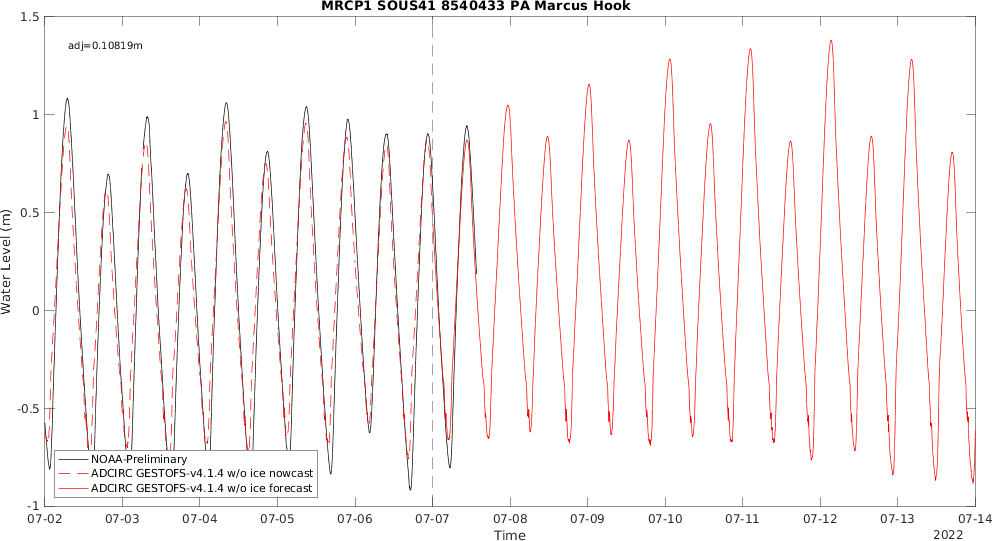 MRCP1 SOUS41 8540433 PA Marcus Hook
adj=0.10819m
1.5
1
0.5
0
-0.5
-1
Water Level (m)
NOAA-Preliminary
ADCIRC GESTOFS-v4.1.4 w/o ice nowcast
ADCIRC GESTOFS-v4.1.4 w/o ice forecast
07-02 07-03 07-04 07-05 07-06 07-07 07-08 07-09 07-10 07-11 07-12 07-13 07-14
Time
2022